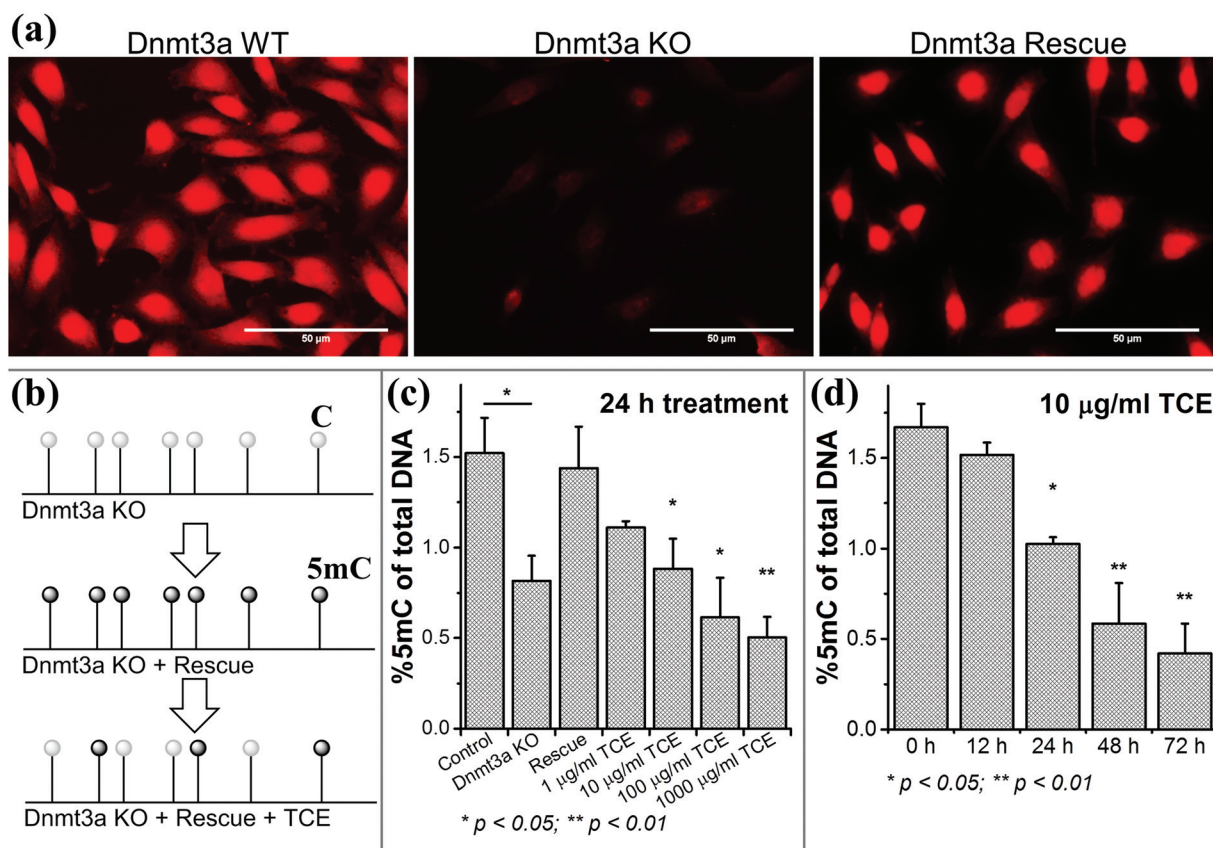 (a)
Dnmt3a WT
Dnmt3a KO
Dnmt3a Rescue
50 µm
50 µm
50 µm
(b)
C
Dnmt3a KO
5mC
Dnmt3a KO + Rescue
Dnmt3a KO + Rescue + TCE
(c)
24 h treatment
%5mC of total DNA
1.5
1.0
0.5
0.0
*
*
*
**
Control
Dnmt3a KO
Rescue
1 µg/ml TCE
10 µg/ml TCE
100 µg/ml TCE
1000 µg/ml TCE
* p < 0.05; ** p < 0.01
(d)
10 µg/ml TCE
%5mC of total DNA
1.5
1.0
0.5
0.0
*
**
**
0 h 12 h 24 h 48 h 72 h
* p < 0.05; ** p < 0.01